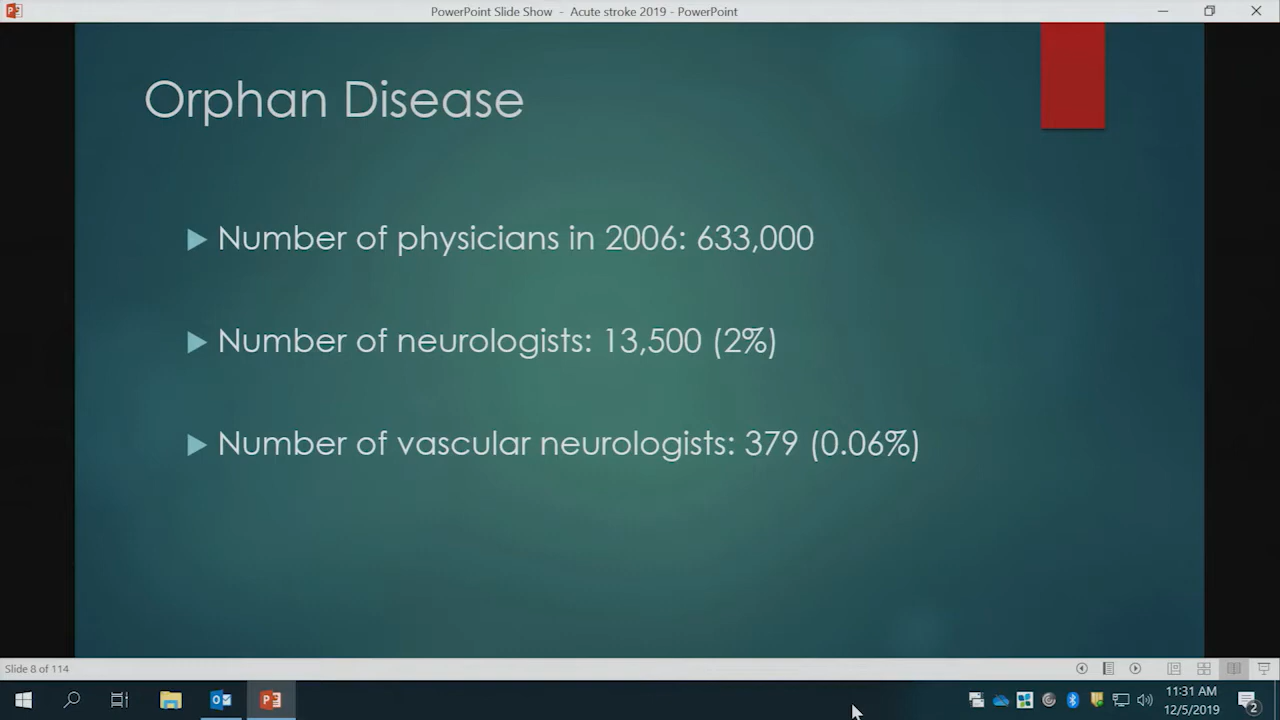 PowerPoint Slide Show - Acute stroke 2019 - PowerPoint
Orphan Disease
Number of physicians in 2006: 633,000
Number of neurologists: 13,500 (2%)
Number of vascular neurologists: 379 (0.06%)
Slide 8 of 114
11:31 AM
12/5/2019
2